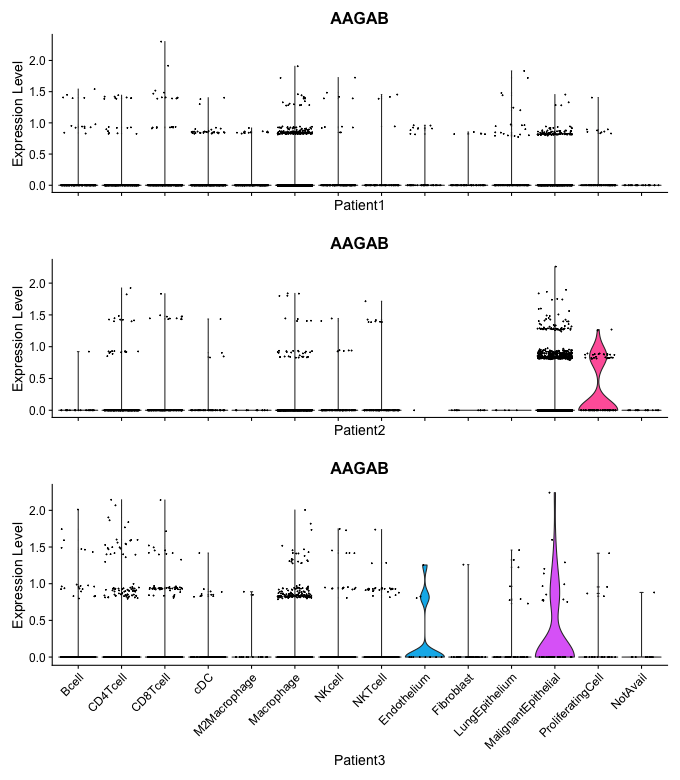 AAGAB
Expression Level
2.0
1.5
1.0
0.5
0.0
Patient1
AAGAB
Expression Level
2.0
1.5
1.0
0.5
0.0
Patient2
AAGAB
Expression Level
2.0
1.5
1.0
0.5
0.0
Bcell
CD4Tcell
CD8Tcell
cDC
M2Macrophage
Macrophage
NKcell
NKTcell
Endothelium
Fibroblast
LungEpithelium
MalignantEpithelial
ProliferatingCell
NotAvail
Patient3